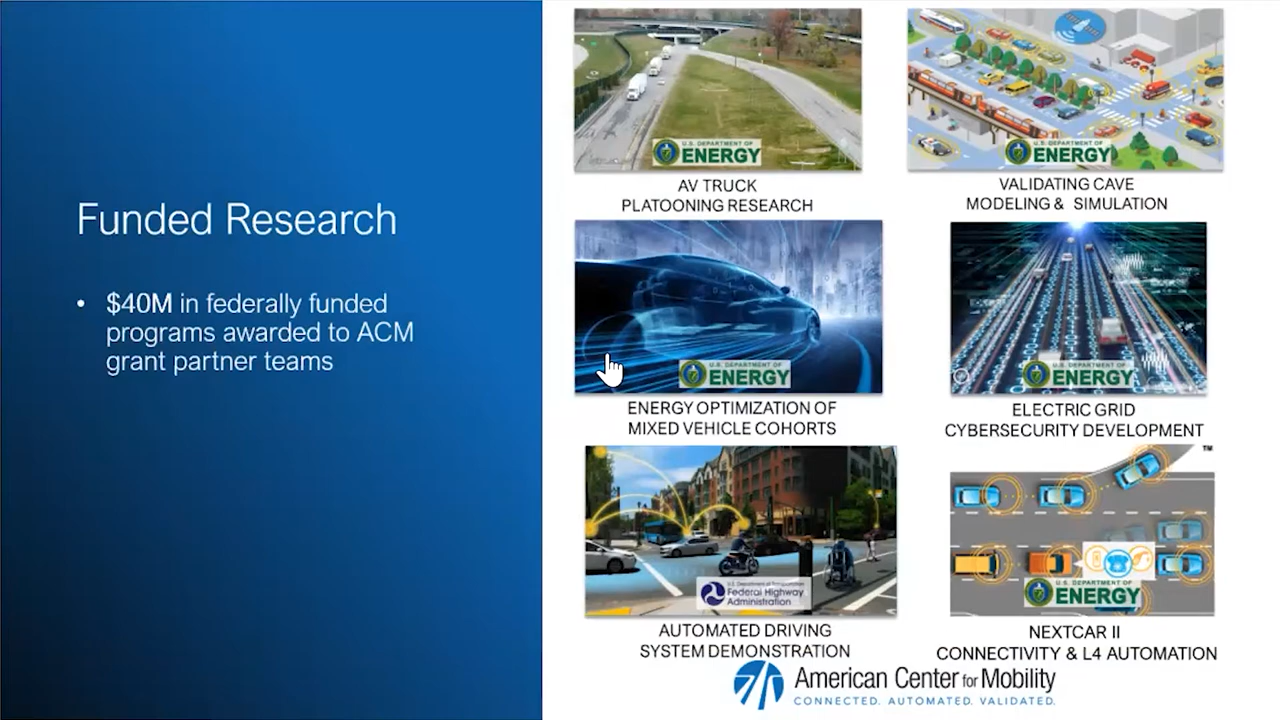 Funded Research
• $40M in federally funded
programs awarded to ACM
grant partner teams
U.S. DEPARTMENT OF
ENERGY
AV TRUCK
PLATOONING RESEARCH
U.S. DEPARTMENT OF
ENERGY
VALIDATING CAVE
MODELING & SIMULATION
U.S. DEPARTMENT OF
ENERGY
ENERGY OPTIMIZATION OF
MIXED VEHICLE COHORTS
U.S. DEPARTMENT OF
ENERGY
ELECTRIC GRID
CYBERSECURITY DEVELOPMENT
U.S. Department of Transportation
Federal Highway
Administration
AUTOMATED DRIVING
SYSTEM DEMONSTRATION
TM
U.S. DEPARTMENT OF
ENERGY
NEXTCAR II
CONNECTIVITY & L4 AUTOMATION
American Center for Mobility
CONNECTED. AUTOMATED. VALIDATED.